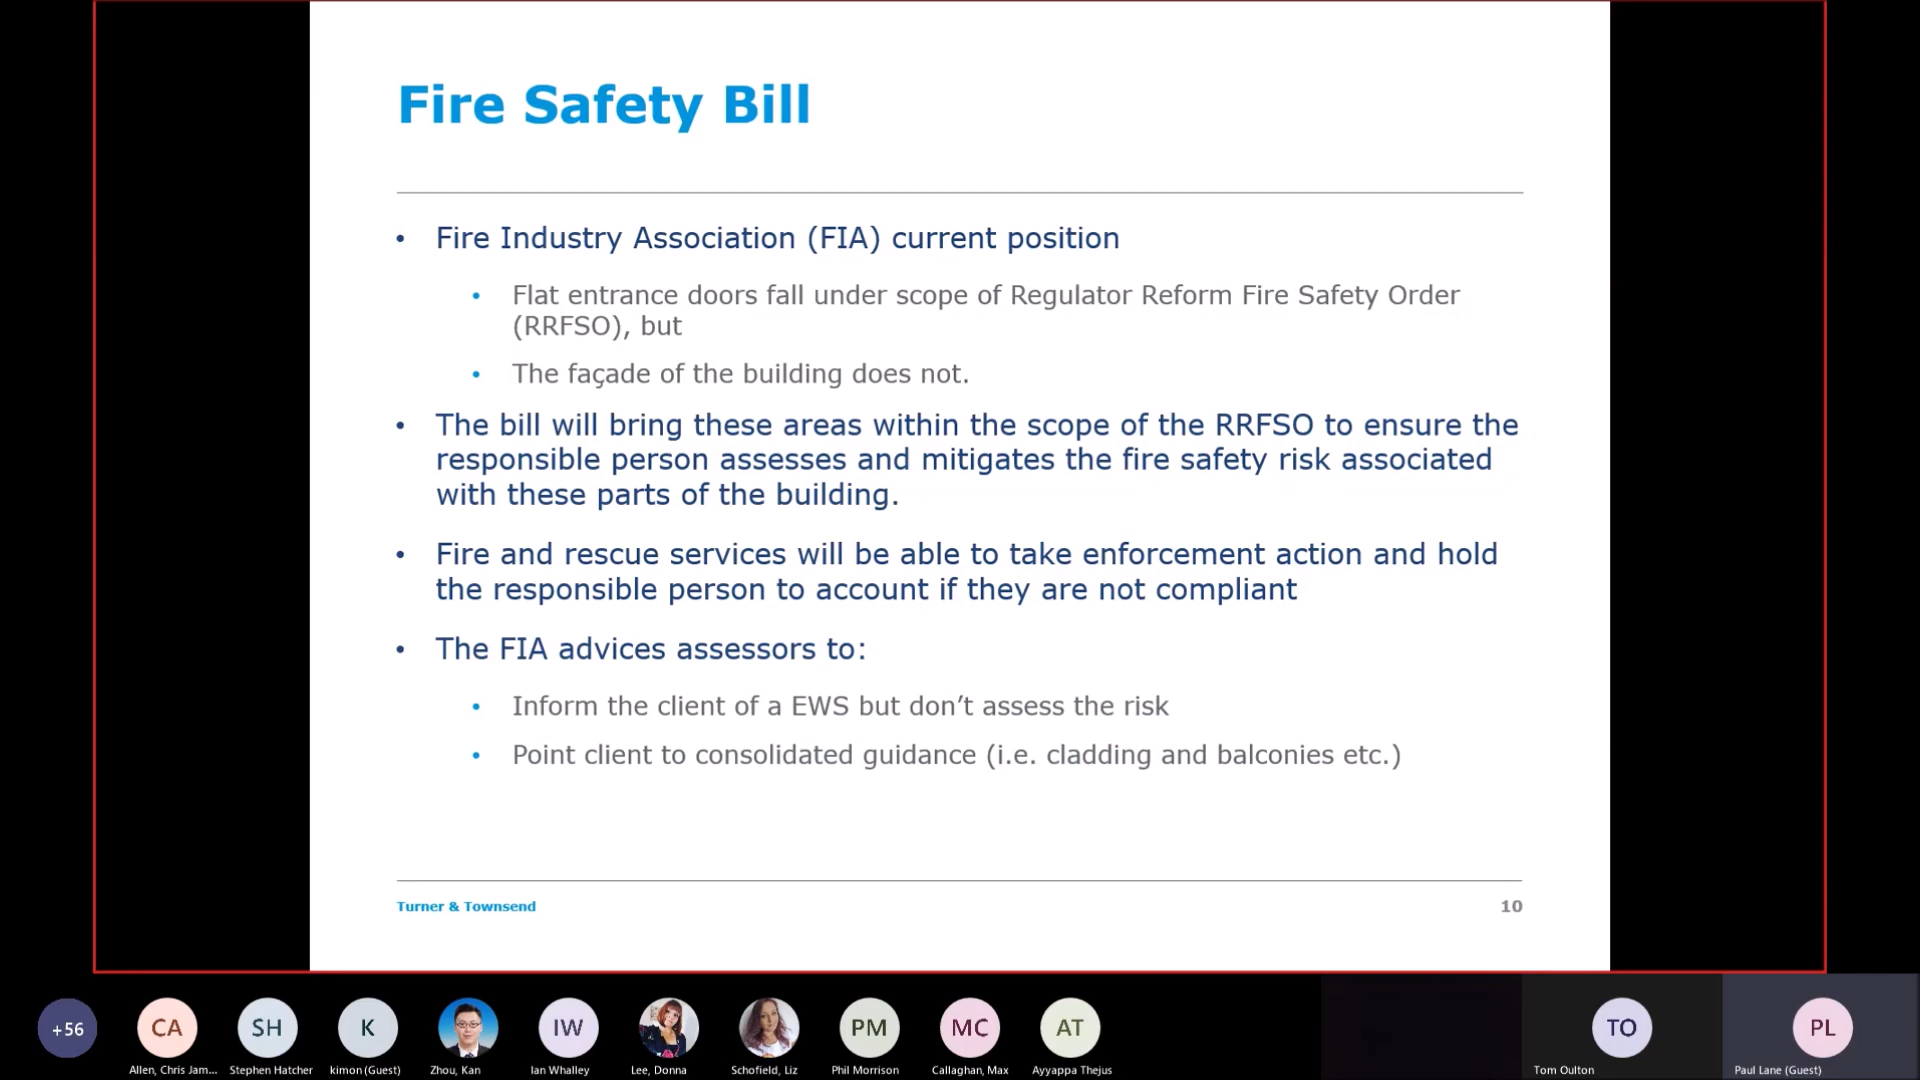 Fire Safety Bill
• Fire Industry Association (FIA) current position
• Flat entrance doors fall under scope of Regulator Reform Fire Safety Order
(RRFSO), but
• The façade of the building does not.
• The bill will bring these areas within the scope of the RRFSO to ensure the
responsible person assesses and mitigates the fire safety risk associated
with these parts of the building.
• Fire and rescue services will be able to take enforcement action and hold
the responsible person to account if they are not compliant
• The FIA advices assessors to:
• Inform the client of a EWS but don’t assess the risk
• Point client to consolidated guidance (i.e. cladding and balconies etc.)
Turner & Townsend 10
+56 CA SH K IW PM MC AT TO PL
Allen, Chris Jam... Stephen Hatcher kimon (Guest) Zhou, Kan Ian Whalley Lee, Donna Schofield, Liz Phil Morrison Callaghan, Max Ayyappa Thejus Tom Oulton Paul Lane (Guest)